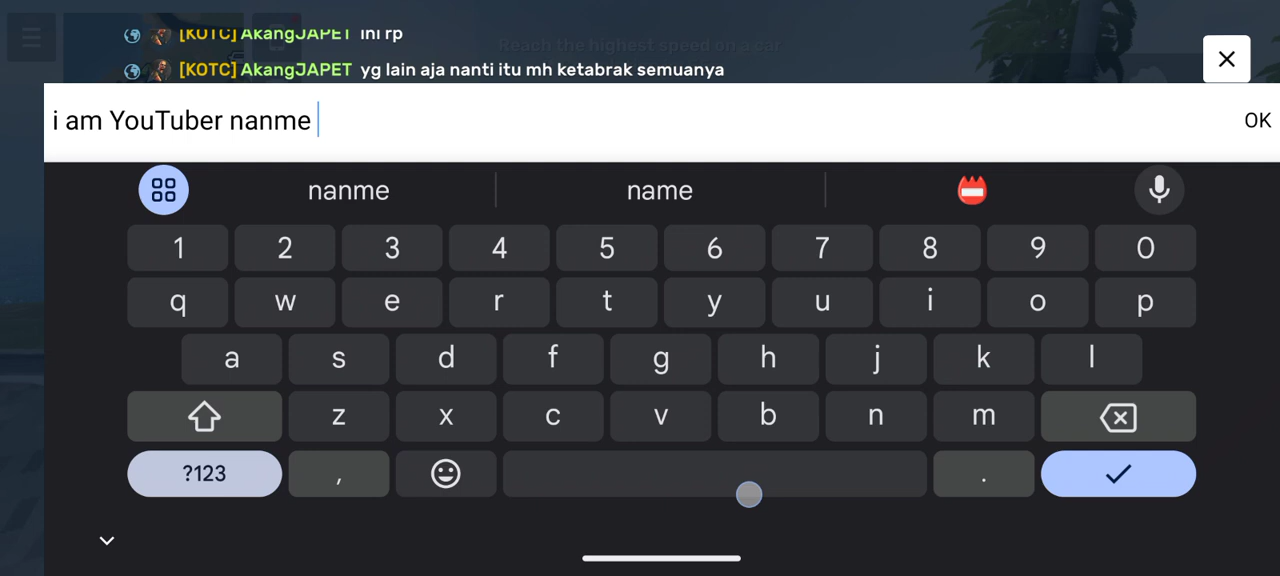 [KOTC] AkangJAPET ini rp
Reach the highest speed on a car
[KOTC] AkangJAPET yg lain aja nanti itu mh ketabrak semuanya
i am YouTuber nanme
OK
nanme name
1 2 3 4 5 6 7 8 9 0
q w e r t y u i o p
a s d f g h j k l
z x c v b n m
?123 , .